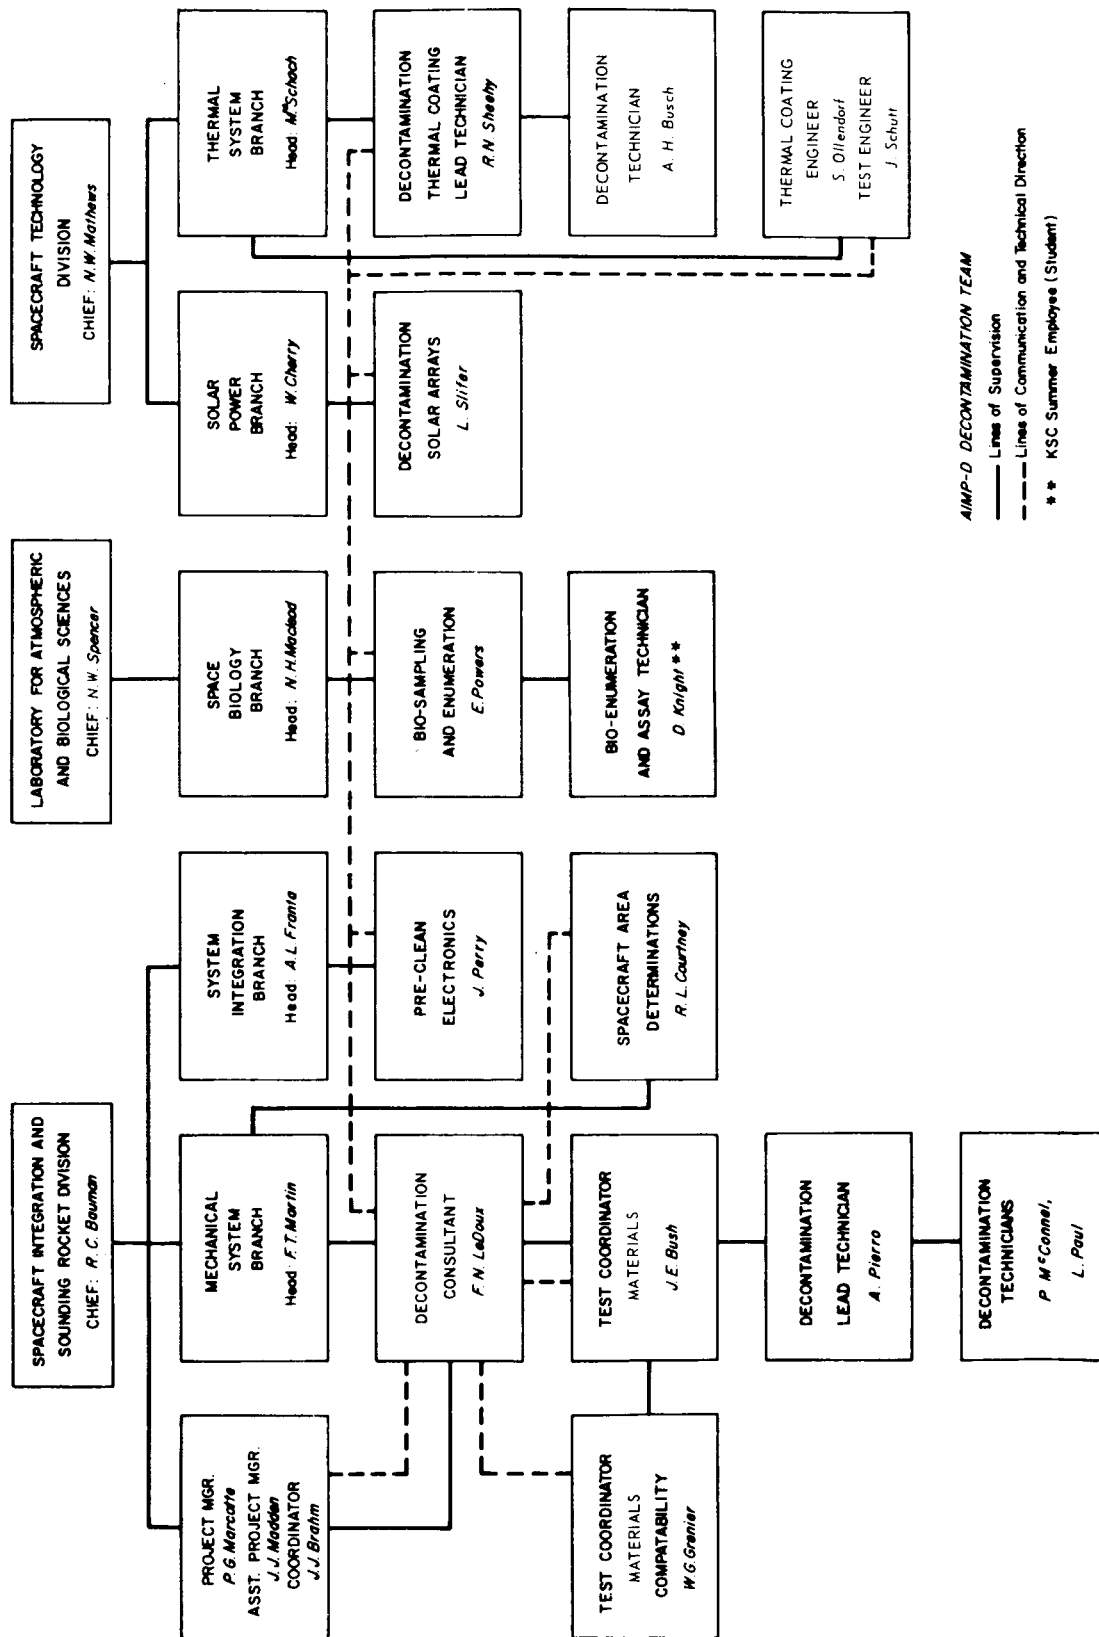 SPACECRAFT INTEGRATION AND
SOUNDING ROCKET DIVISION
CHIEF: R.C. Bauman
LABORATORY FOR ATMOSPHERIC
AND BIOLOGICAL SCIENCES
CHIEF: N.W. Spencer
SPACECRAFT TECHNOLOGY
DIVISION
CHIEF: N.W. Mathews
PROJECT MGR.
P.G. Marcotte
ASST. PROJECT MGR.
J.J. Madden
COORDINATOR
J.J. Brahm
MECHANICAL
SYSTEM
BRANCH
Head: F.T. Martin
SYSTEM
INTEGRATION
BRANCH
Head: A.L. Franta
SPACE
BIOLOGY
BRANCH
Head: N.H. Macleod
SOLAR
POWER
BRANCH
Head: W. Cherry
THERMAL
SYSTEM
BRANCH
Head: Mᵐ Schach
DECONTAMINATION
CONSULTANT
F.N. LeDoux
PRE-CLEAN
ELECTRONICS
J. Perry
BIO-SAMPLING
AND ENUMERATION
E. Powers
DECONTAMINATION
SOLAR ARRAYS
L. Slifer
DECONTAMINATION
THERMAL COATING
LEAD TECHNICIAN
R.N. Sheehy
TEST COORDINATOR
MATERIALS
COMPATABILITY
W.G. Grenier
TEST COORDINATOR
MATERIALS
J.E. Bush
SPACECRAFT AREA
DETERMINATIONS
R.L. Courtney
BIO-ENUMERATION
AND ASSAY TECHNICIAN
D Knight **
DECONTAMINATION
TECHNICIAN
A. H. Busch
DECONTAMINATION
LEAD TECHNICIAN
A. Pierro
THERMAL COATING
ENGINEER
S. Ollendorf
TEST ENGINEER
J Schutt
DECONTAMINATION
TECHNICIANS
P McConnel,
L. Paul
AIMP-D DECONTAMINATION TEAM
Lines of Supervision
Lines of Communication and Technical Direction
** KSC Summer Employee (Student)